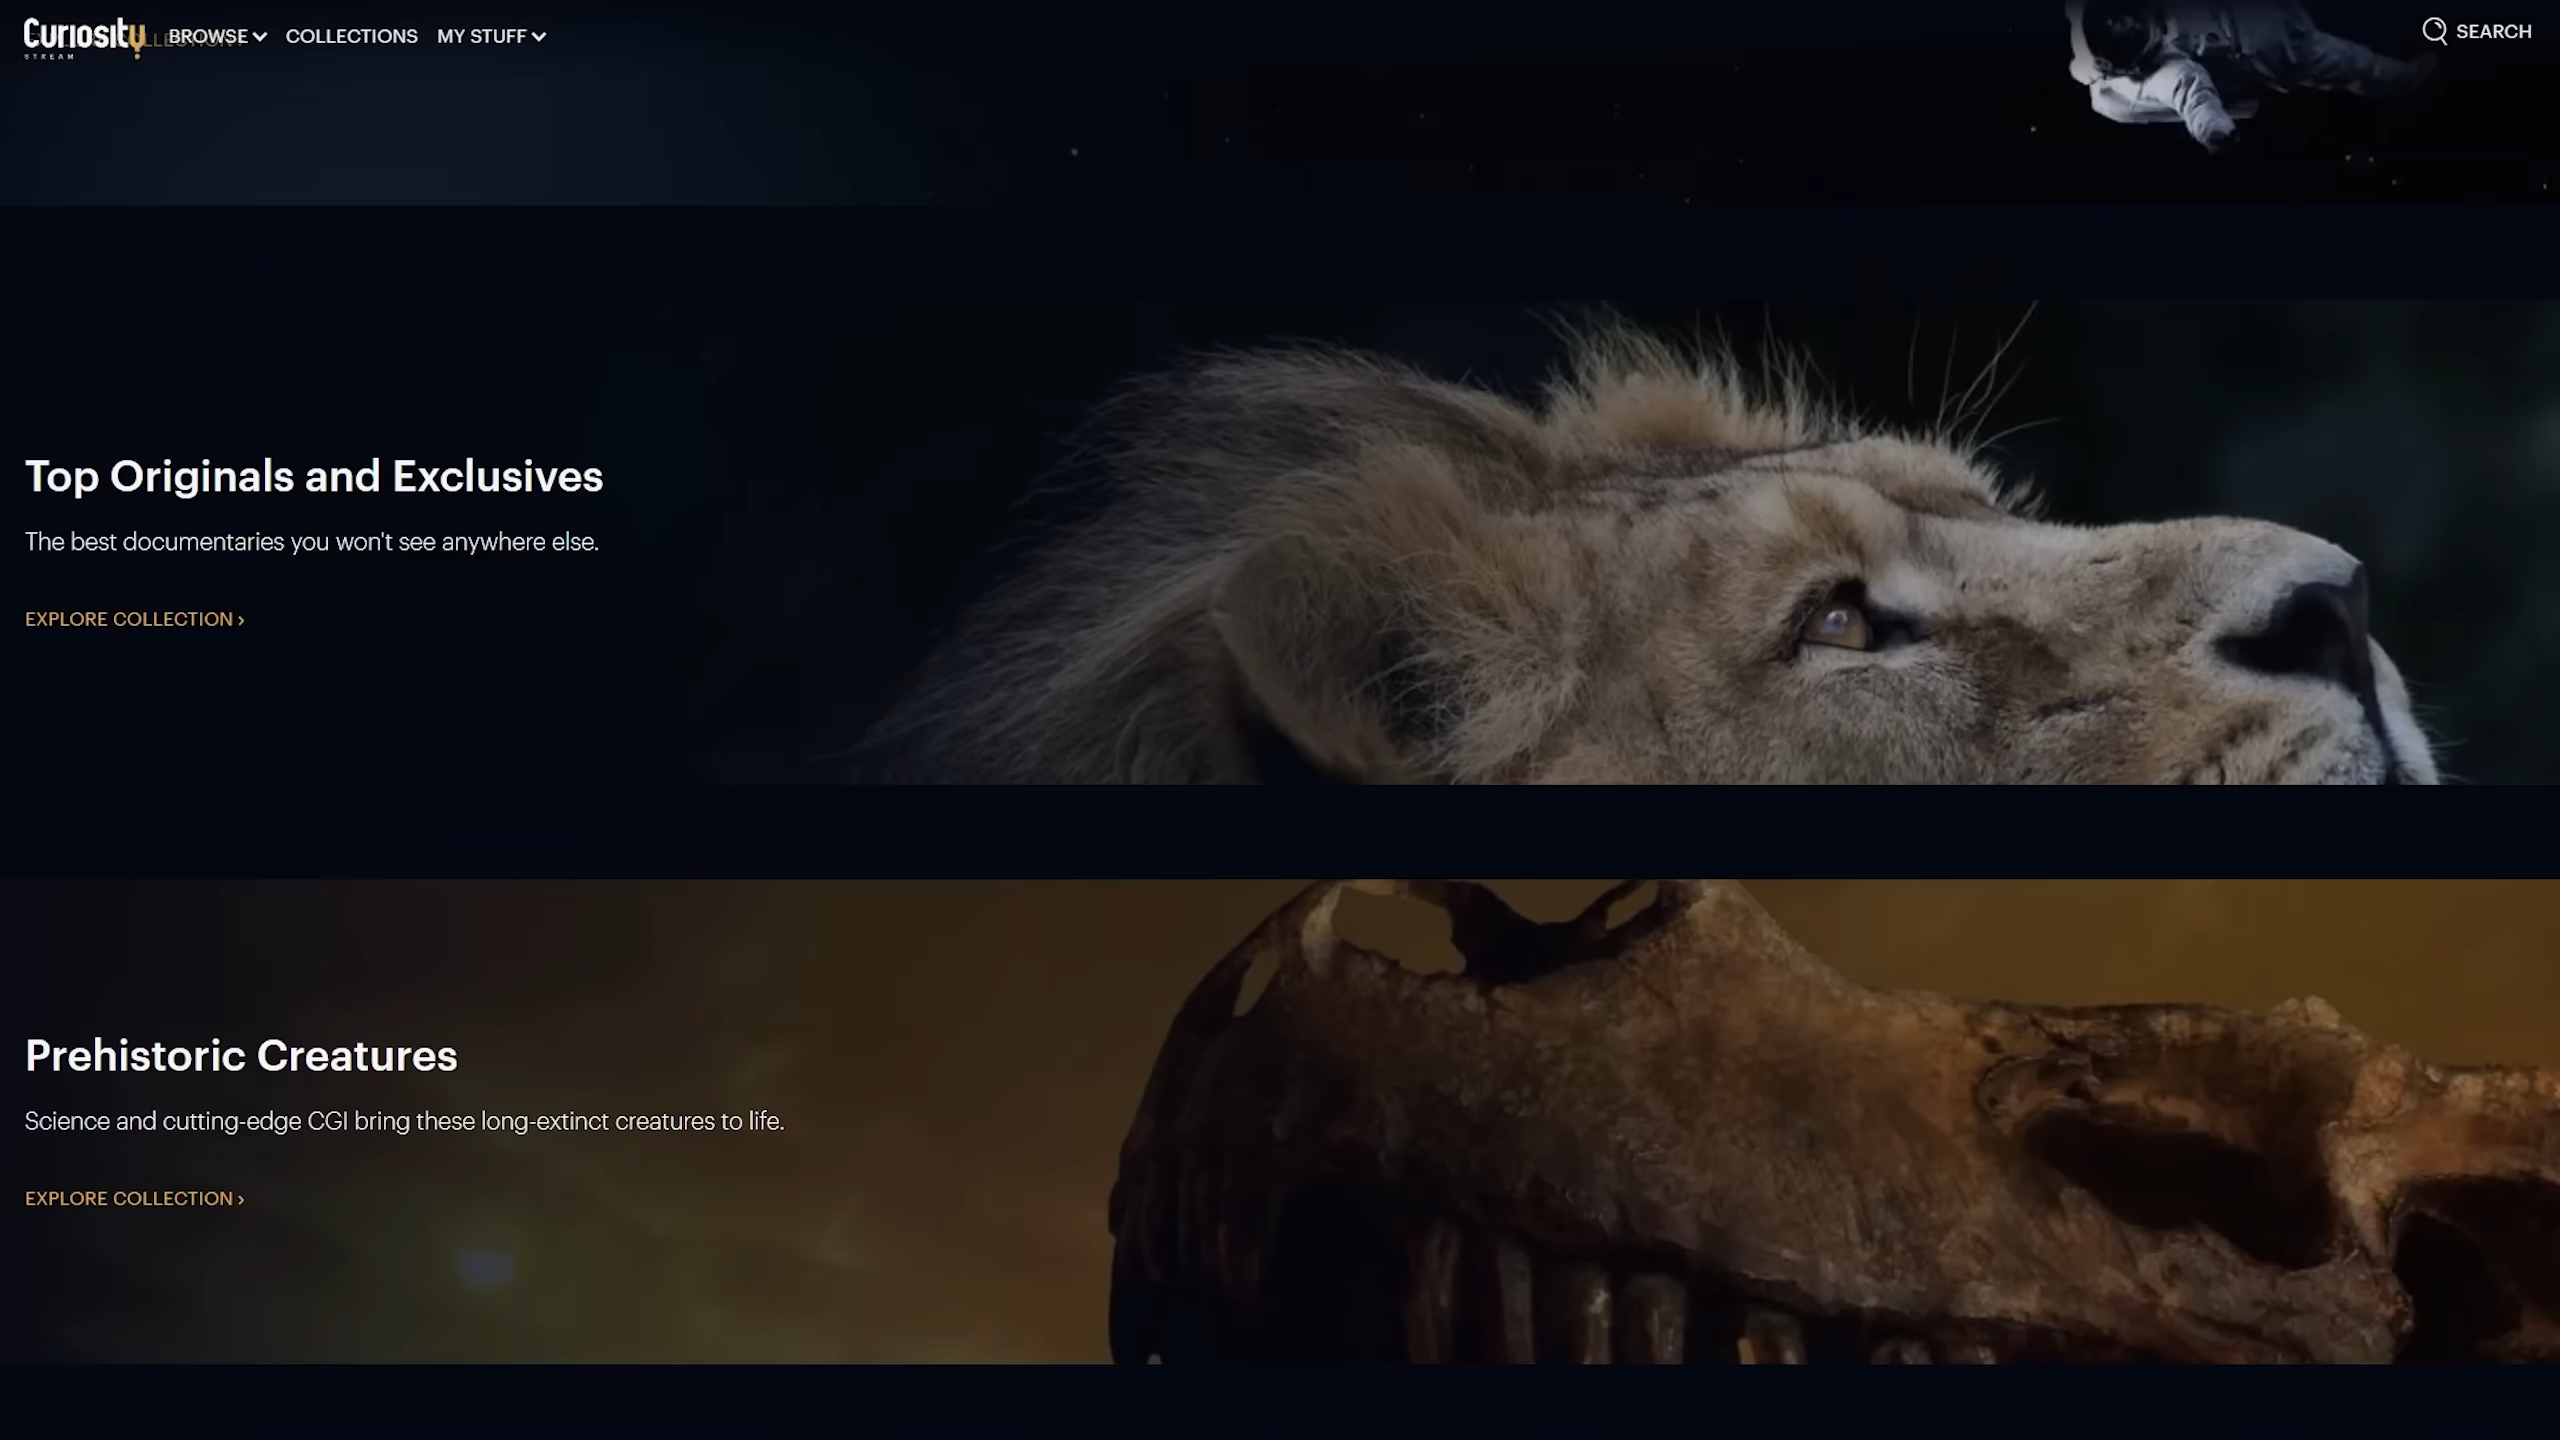 Curiosity
STREAM
BROWSE
COLLECTIONS
MY STUFF
SEARCH
Top Originals and Exclusives
The best documentaries you won't see anywhere else.
EXPLORE COLLECTION ›
Prehistoric Creatures
Science and cutting-edge CGI bring these long-extinct creatures to life.
EXPLORE COLLECTION ›